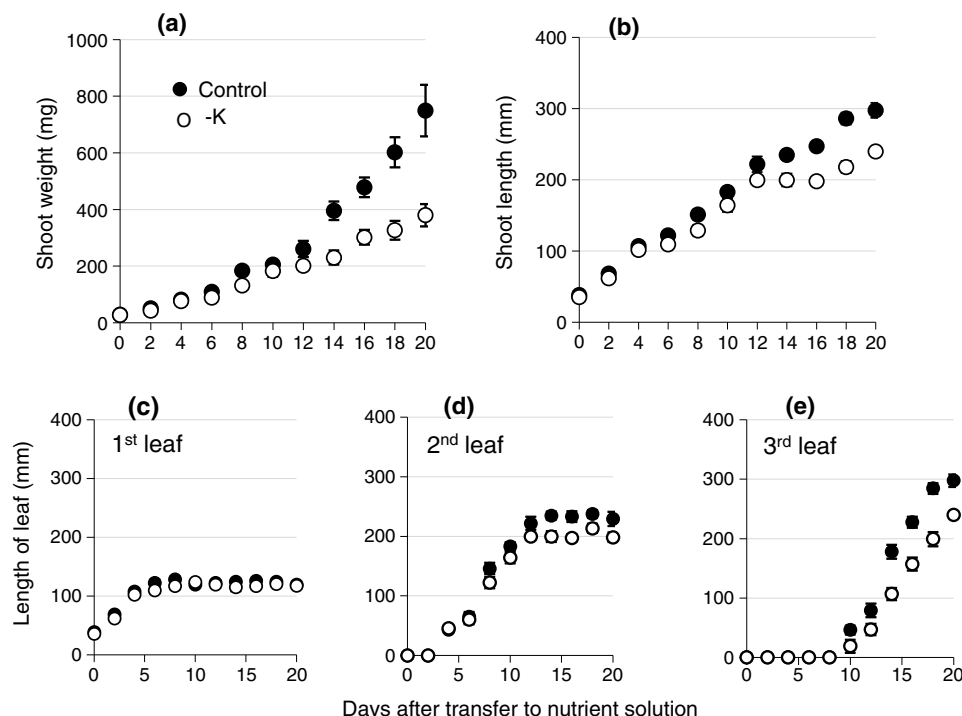 (a)
Shoot weight (mg)
1000
800
600
400
200
0
Control
-K
0 2 4 6 8 10 12 14 16 18 20
(b)
Shoot length (mm)
400
300
200
100
0
0 2 4 6 8 10 12 14 16 18 20
(c)
1st leaf
Length of leaf (mm)
400
300
200
100
0
0 5 10 15 20
(d)
2nd leaf
400
300
200
100
0
0 5 10 15 20
(e)
3rd leaf
400
300
200
100
0
0 5 10 15 20
Days after transfer to nutrient solution